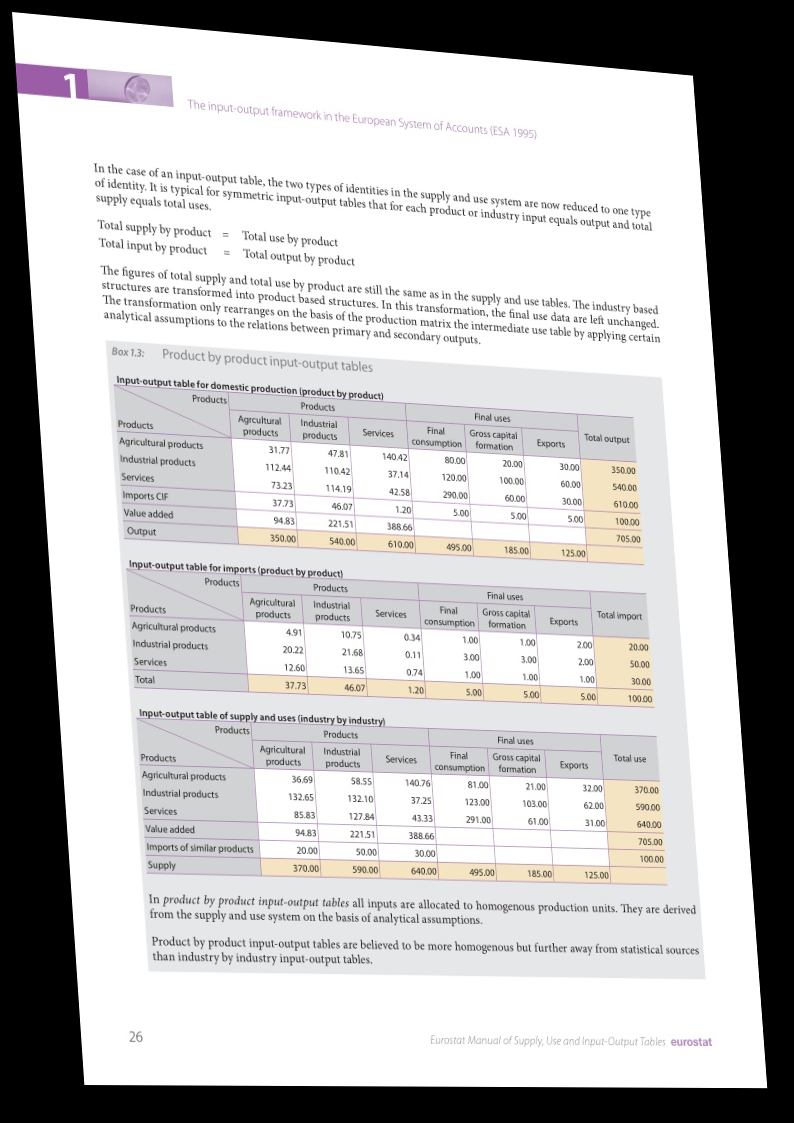 1
The input-output framework in the European System of Accounts (ESA 1995)
In the case of an input-output table, the two types of identities in the supply and use system are now reduced to one type
of identity. It is typical for symmetric input-output tables that for each product or industry input equals output and total
supply equals total uses.
Total supply by product = Total use by product
Total input by product = Total output by product
The figures of total supply and total use by product are still the same as in the supply and use tables. The industry based
structures are transformed into product based structures. In this transformation, the final use data are left unchanged.
The transformation only rearranges on the basis of the production matrix the intermediate use table by applying certain
analytical assumptions to the relations between primary and secondary outputs.
Box 1.3: Product by product input-output tables
Input-output table for domestic production (product by product)
Products Products Final uses Total output
Products Agrcultural products Industrial products Services Final consumption Gross capital formation Exports
Agricultural products 31.77 47.81 140.42 80.00 20.00 30.00 350.00
Industrial products 112.44 110.42 37.14 120.00 100.00 60.00 540.00
Services 73.23 114.19 42.58 290.00 60.00 30.00 610.00
Imports CIF 37.73 46.07 1.20 5.00 5.00 5.00 100.00
Value added 94.83 221.51 388.66 705.00
Output 350.00 540.00 610.00 495.00 185.00 125.00
Input-output table for imports (product by product)
Products Products Final uses Total import
Products Agricultural products Industrial products Services Final consumption Gross capital formation Exports
Agricultural products 4.91 10.75 0.34 1.00 1.00 2.00 20.00
Industrial products 20.22 21.68 0.11 3.00 3.00 2.00 50.00
Services 12.60 13.65 0.74 1.00 1.00 1.00 30.00
Total 37.73 46.07 1.20 5.00 5.00 5.00 100.00
Input-output table of supply and uses (industry by industry)
Products Products Final uses Total use
Products Agricultural products Industrial products Services Final consumption Gross capital formation Exports
Agricultural products 36.69 58.55 140.76 81.00 21.00 32.00 370.00
Industrial products 132.65 132.10 37.25 123.00 103.00 62.00 590.00
Services 85.83 127.84 43.33 291.00 61.00 31.00 640.00
Value added 94.83 221.51 388.66 705.00
Imports of similar products 20.00 50.00 30.00 100.00
Supply 370.00 590.00 640.00 495.00 185.00 125.00
In product by product input-output tables all inputs are allocated to homogenous production units. They are derived
from the supply and use system on the basis of analytical assumptions.
Product by product input-output tables are believed to be more homogenous but further away from statistical sources
than industry by industry input-output tables.
26
Eurostat Manual of Supply, Use and Input-Output Tables eurostat